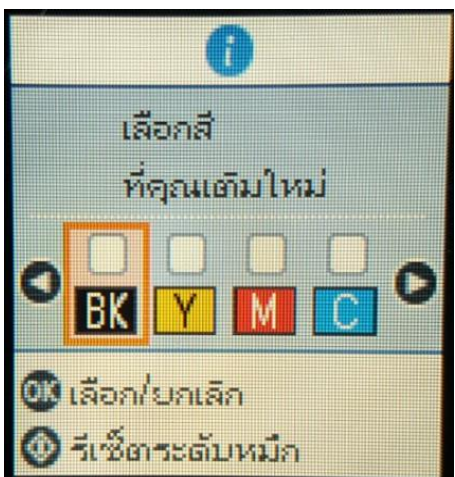 เลือกสี
ที่คุณเติมใหม่
BK Y M C
OK เลือก/ยกเลิก
รีเซ็ตระดับหมึก